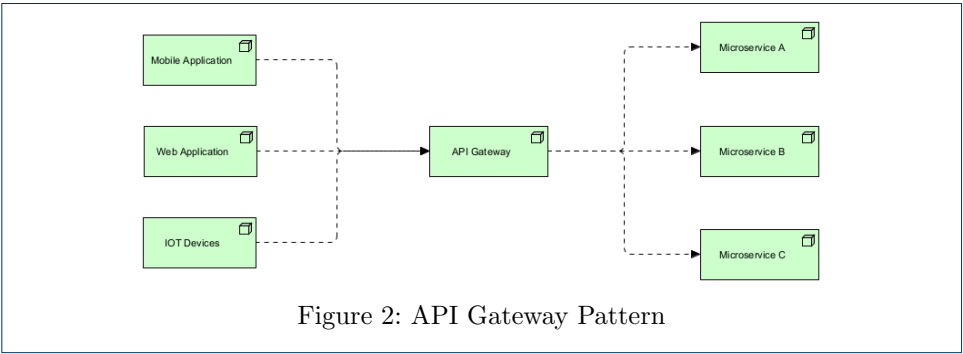 Mobile Application
Web Application
IOT Devices
API Gateway
Microservice A
Microservice B
Microservice C
Figure 2: API Gateway Pattern